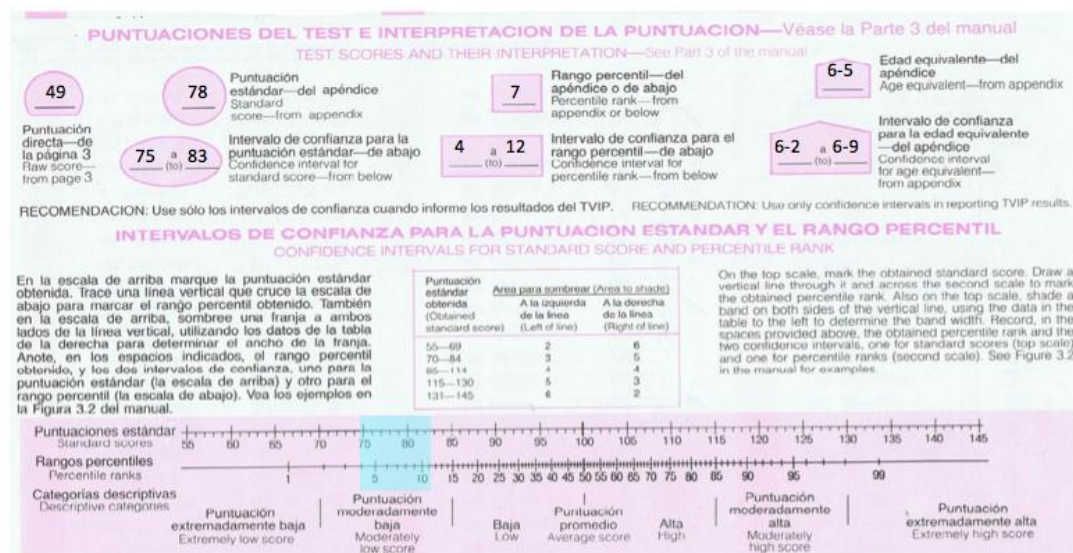 PUNTUACIONES DEL TEST E INTERPRETACION DE LA PUNTUACION—Véase la Parte 3 del manual
TEST SCORES AND THEIR INTERPRETATION—See Part 3 of the manual
49
Puntuación
directa—de
la página 3
Raw score—
from page 3
78
Puntuación
estándar—del apéndice
Standard
score—from appendix
7
Rango percentil—del
apéndice o de abajo
Percentile rank—from
appendix or below
6-5
Edad equivalente—del
apéndice
Age equivalent—from appendix
75 a (to) 83
Intervalo de confianza para la
puntuación estándar—de abajo
Confidence interval for
standard score—from below
4 a (to) 12
Intervalo de confianza para el
rango percentil—de abajo
Confidence interval for
percentile rank—from below
6-2 a (to) 6-9
Intervalo de confianza
para la edad equivalente
—del apéndice
Confidence interval
for age equivalent—
from appendix
RECOMENDACION: Use sólo los intervalos de confianza cuando informe los resultados del TVIP. RECOMMENDATION: Use only confidence intervals in reporting TVIP results.
INTERVALOS DE CONFIANZA PARA LA PUNTUACION ESTANDAR Y EL RANGO PERCENTIL
CONFIDENCE INTERVALS FOR STANDARD SCORE AND PERCENTILE RANK
En la escala de arriba marque la puntuación estándar
obtenida. Trace una línea vertical que cruce la escala de
abajo para marcar el rango percentil obtenido. También
en la escala de arriba, sombree una franja a ambos
lados de la línea vertical, utilizando los datos de la tabla
de la derecha para determinar el ancho de la franja.
Anote, en los espacios indicados, el rango percentil
obtenido, y los dos intervalos de confianza, uno para la
puntuación estándar (la escala de arriba) y otro para el
rango percentil (la escala de abajo). Vea los ejemplos en
la Figura 3.2 del manual.
Puntuación
estándar
obtenida
(Obtained
standard score)
Area para sombrear (Area to shade)
A la izquierda
de la línea
(Left of line)
A la derecha
de la línea
(Right of line)
55—69 2 6
70—84 3 5
85—114 4 4
115—130 5 3
131—145 6 2
On the top scale, mark the obtained standard score. Draw a
vertical line through it and across the second scale to mark
the obtained percentile rank. Also on the top scale, shade a
band on both sides of the vertical line, using the data in the
table to the left to determine the band width. Record, in the
spaces provided above, the obtained percentile rank and the
two confidence intervals, one for standard scores (top scale)
and one for percentile ranks (second scale). See Figure 3.2
in the manual for examples.
Puntuaciones estándar
Standard scores
55 60 65 70 75 80 85 90 95 100 105 110 115 120 125 130 135 140 145
Rangos percentiles
Percentile ranks
1 5 10 15 20 25 30 35 40 45 50 55 60 65 70 75 80 85 90 95 99
Categorías descriptivas
Descriptive categories
Puntuación
extremadamente baja
Extremely low score
Puntuación
moderadamente
baja
Moderately
low score
Baja
Low
Puntuación
promedio
Average score
Alta
High
Puntuación
moderadamente
alta
Moderately
high score
Puntuación
extremadamente alta
Extremely high score